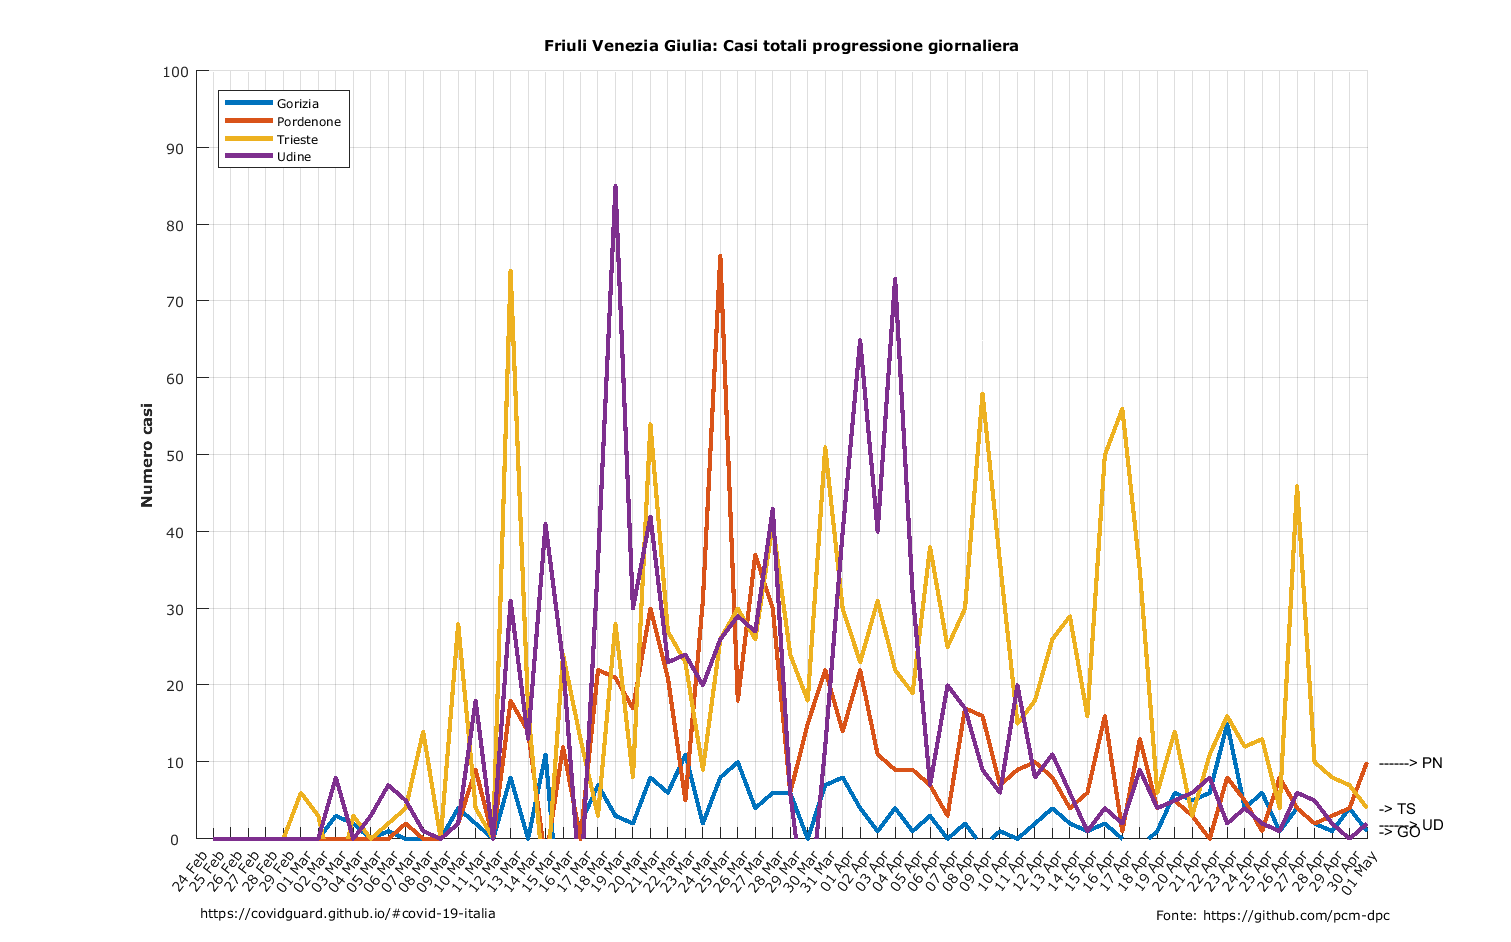 Friuli Venezia Giulia: Casi totali progressione giornaliera
100
90
80
70
60
50
40
30
20
10
0
Numero casi
Gorizia
Pordenone
Trieste
Udine
------> PN
-> TS
------> UD
-> GO
24 Feb
25 Feb
26 Feb
27 Feb
28 Feb
29 Feb
01 Mar
02 Mar
03 Mar
04 Mar
05 Mar
06 Mar
07 Mar
08 Mar
09 Mar
10 Mar
11 Mar
12 Mar
13 Mar
14 Mar
15 Mar
16 Mar
17 Mar
18 Mar
19 Mar
20 Mar
21 Mar
22 Mar
23 Mar
24 Mar
25 Mar
26 Mar
27 Mar
28 Mar
29 Mar
30 Mar
31 Mar
01 Apr
02 Apr
03 Apr
04 Apr
05 Apr
06 Apr
07 Apr
08 Apr
09 Apr
10 Apr
11 Apr
12 Apr
13 Apr
14 Apr
15 Apr
16 Apr
17 Apr
18 Apr
19 Apr
20 Apr
21 Apr
22 Apr
23 Apr
24 Apr
25 Apr
26 Apr
27 Apr
28 Apr
29 Apr
30 Apr
01 May
https://covidguard.github.io/#covid-19-italia
Fonte: https://github.com/pcm-dpc